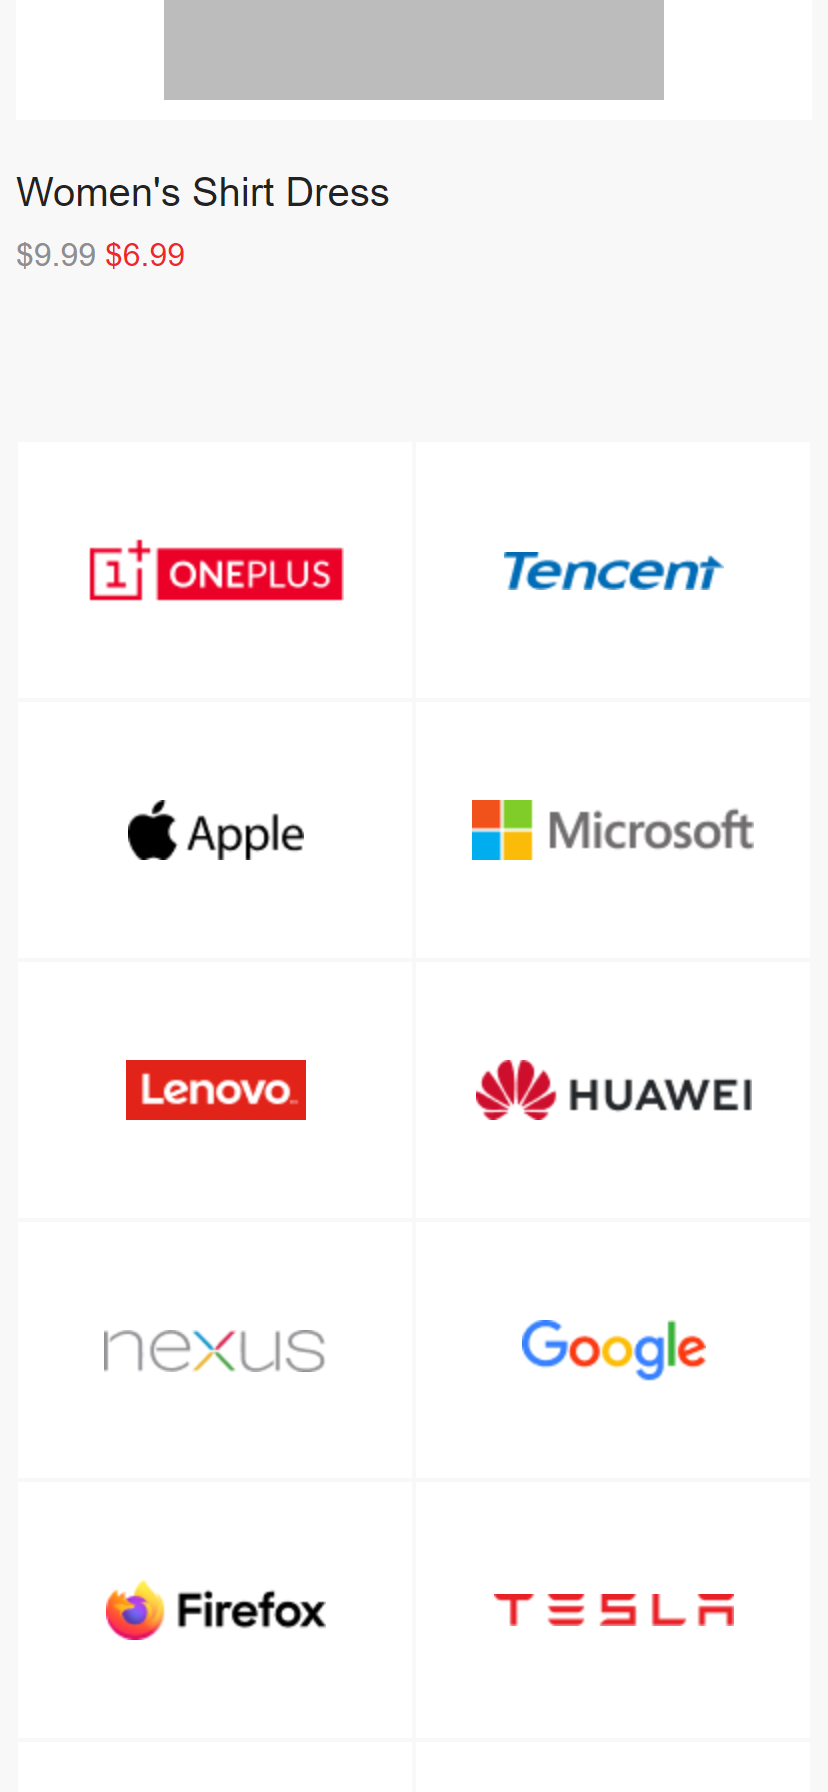 Women's Shirt Dress
$9.99 $6.99
1+ ONEPLUS
Tencent
Apple
Microsoft
Lenovo
HUAWEI
nexus
Google
Firefox
TESLA